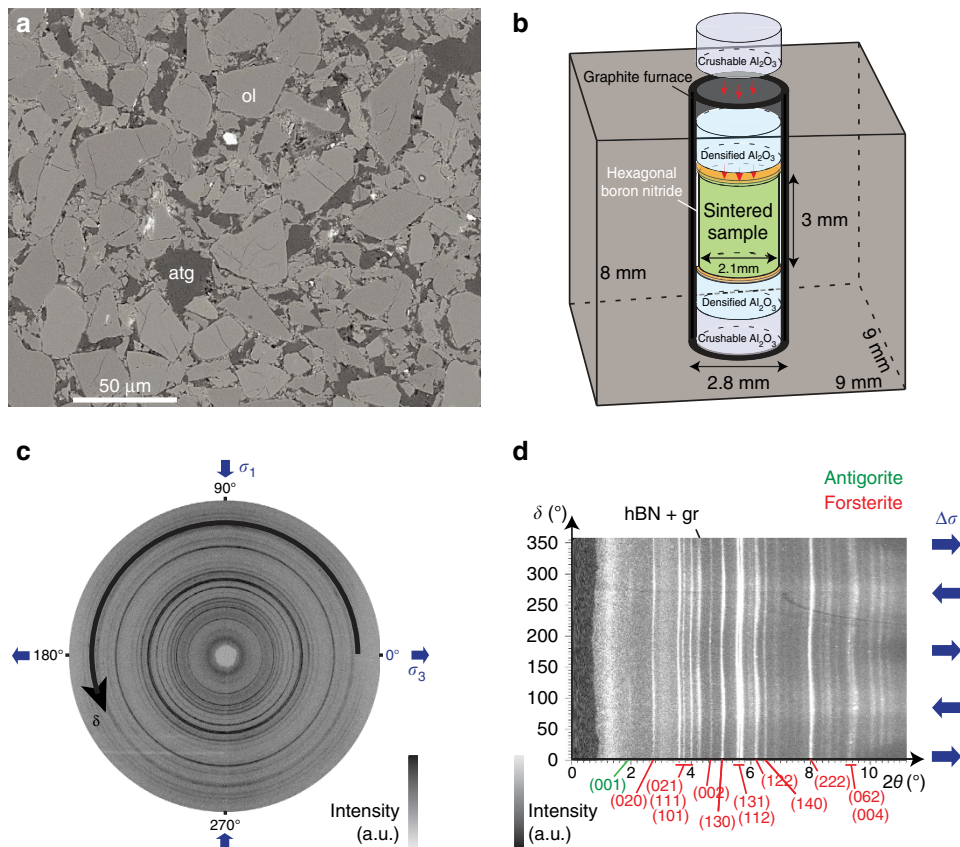 a
ol
atg
50 μm
b
Crushable Al₂O₃
Graphite furnace
Densified Al₂O₃
Hexagonal
boron nitride
Sintered
sample
3 mm
2.1mm
8 mm
Densified Al₂O₃
Crushable Al₂O₃
9 mm
2.8 mm
9 mm
c
σ₁
90°
180°
0°
σ₃
δ
270°
Intensity
(a.u.)
d
Antigorite
Forsterite
δ (°)
hBN + gr
Δσ
350
300
250
200
150
100
50
0
0 2 4 6 8 10 2θ (°)
(001)
(020)
(021)
(111)
(101)
(002)
(130)
(131)
(112)
(122)
(140)
(222)
(062)
(004)
Intensity
(a.u.)